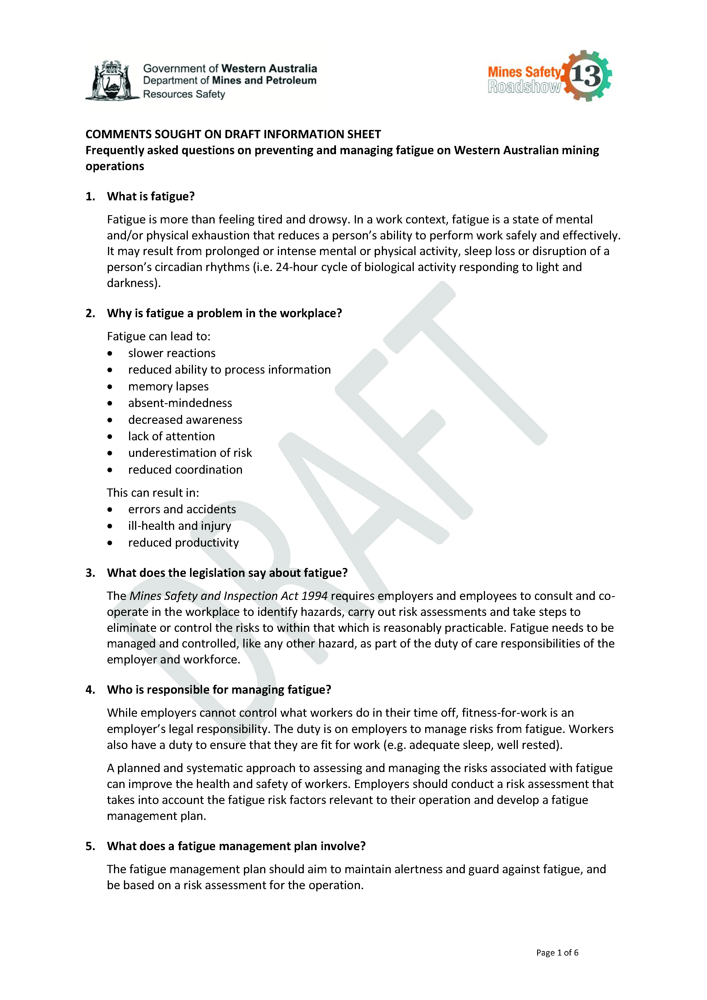 Government of Western Australia
Department of Mines and Petroleum
Resources Safety
Mines Safety
Roadshow
13
COMMENTS SOUGHT ON DRAFT INFORMATION SHEET
Frequently asked questions on preventing and managing fatigue on Western Australian mining
operations
1. What is fatigue?
Fatigue is more than feeling tired and drowsy. In a work context, fatigue is a state of mental
and/or physical exhaustion that reduces a person’s ability to perform work safely and effectively.
It may result from prolonged or intense mental or physical activity, sleep loss or disruption of a
person’s circadian rhythms (i.e. 24-hour cycle of biological activity responding to light and
darkness).
2. Why is fatigue a problem in the workplace?
Fatigue can lead to:
• slower reactions
• reduced ability to process information
• memory lapses
• absent-mindedness
• decreased awareness
• lack of attention
• underestimation of risk
• reduced coordination
This can result in:
• errors and accidents
• ill-health and injury
• reduced productivity
3. What does the legislation say about fatigue?
The Mines Safety and Inspection Act 1994 requires employers and employees to consult and co-
operate in the workplace to identify hazards, carry out risk assessments and take steps to
eliminate or control the risks to within that which is reasonably practicable. Fatigue needs to be
managed and controlled, like any other hazard, as part of the duty of care responsibilities of the
employer and workforce.
4. Who is responsible for managing fatigue?
While employers cannot control what workers do in their time off, fitness-for-work is an
employer’s legal responsibility. The duty is on employers to manage risks from fatigue. Workers
also have a duty to ensure that they are fit for work (e.g. adequate sleep, well rested).
A planned and systematic approach to assessing and managing the risks associated with fatigue
can improve the health and safety of workers. Employers should conduct a risk assessment that
takes into account the fatigue risk factors relevant to their operation and develop a fatigue
management plan.
5. What does a fatigue management plan involve?
The fatigue management plan should aim to maintain alertness and guard against fatigue, and
be based on a risk assessment for the operation.
DRAFT
Page 1 of 6